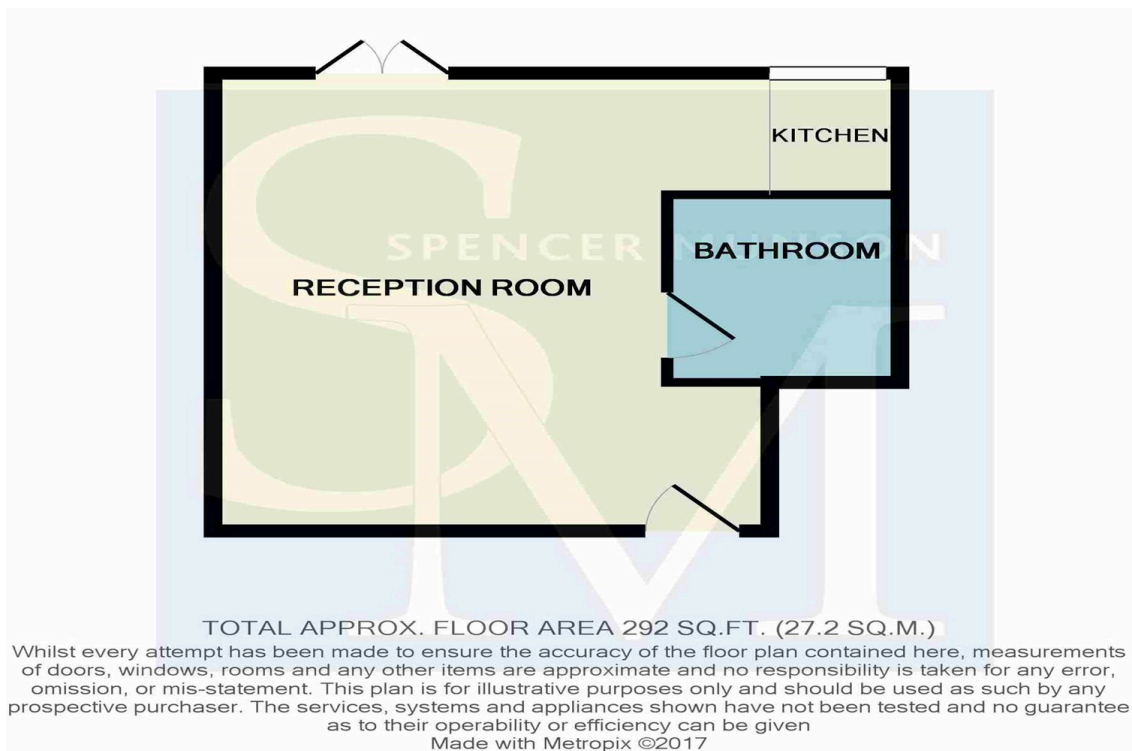 KITCHEN
SPENCER MUNSON
BATHROOM
RECEPTION ROOM
SM
TOTAL APPROX. FLOOR AREA 292 SQ.FT. (27.2 SQ.M.)
Whilst every attempt has been made to ensure the accuracy of the floor plan contained here, measurements
of doors, windows, rooms and any other items are approximate and no responsibility is taken for any error,
omission, or mis-statement. This plan is for illustrative purposes only and should be used as such by any
prospective purchaser. The services, systems and appliances shown have not been tested and no guarantee
as to their operability or efficiency can be given
Made with Metropix ©2017